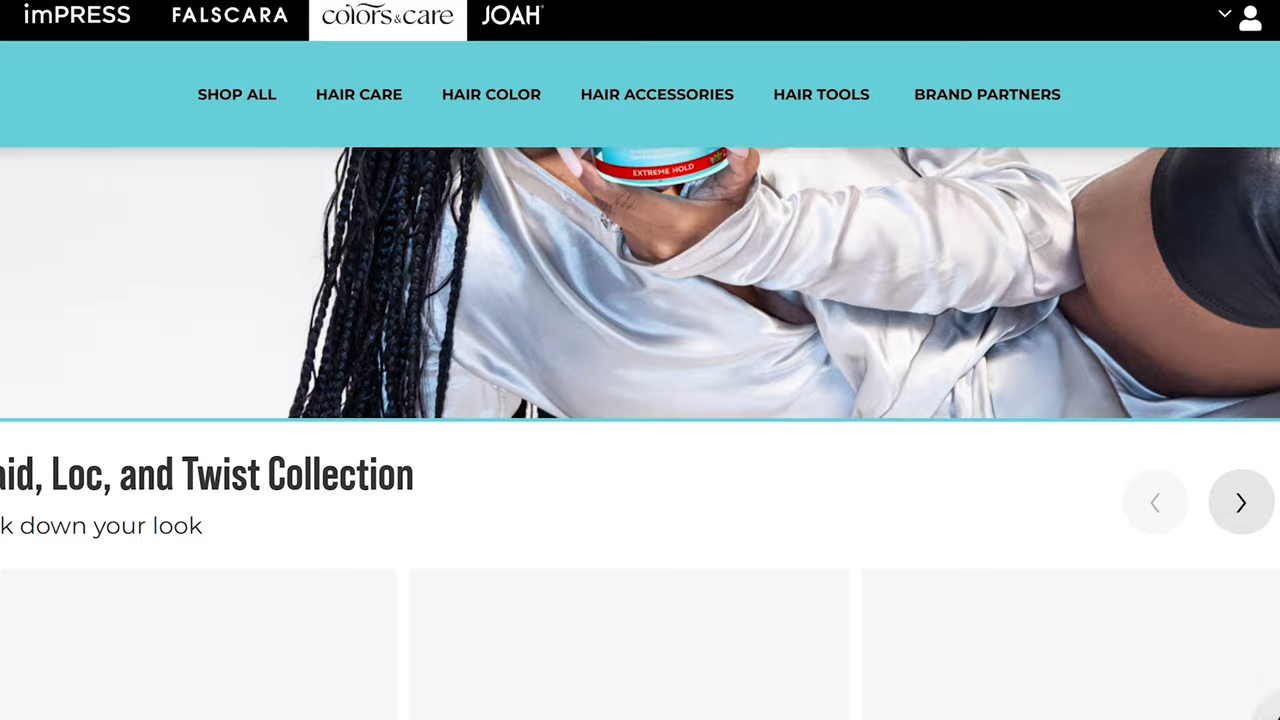 imPRESS FALSCARA colors&care JOAH
SHOP ALL HAIR CARE HAIR COLOR HAIR ACCESSORIES HAIR TOOLS BRAND PARTNERS
EXTREME HOLD
aid, Loc, and Twist Collection
k down your look